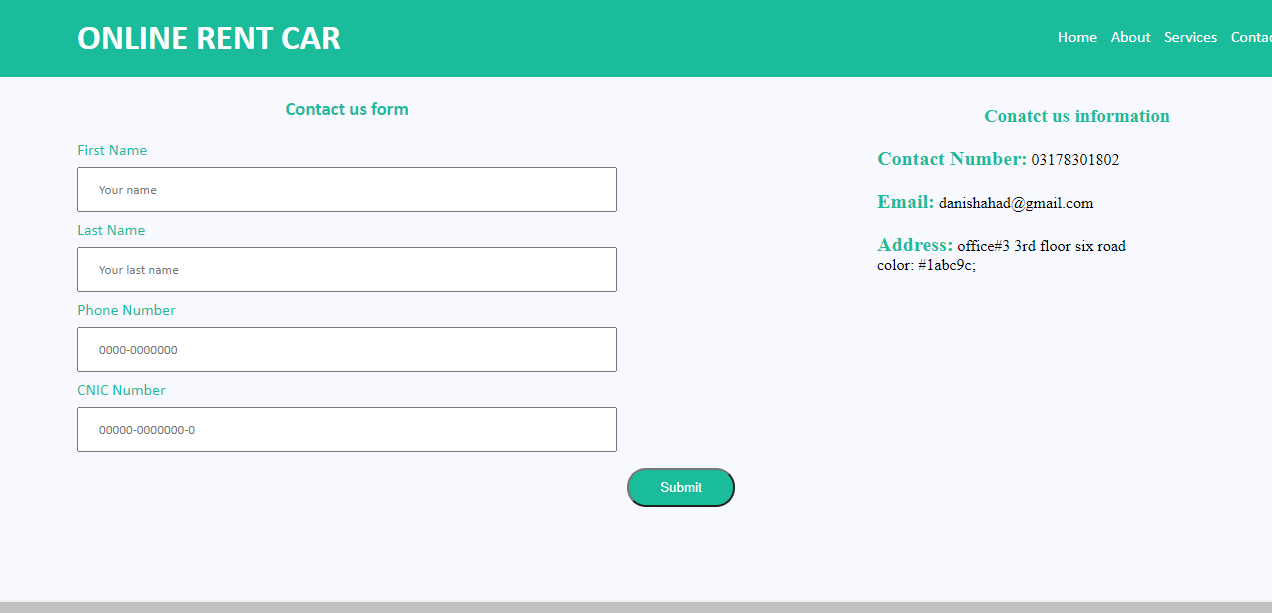 ONLINE RENT CAR
Home About Services Contac
Contact us form
First Name
Your name
Last Name
Your last name
Phone Number
0000-0000000
CNIC Number
00000-0000000-0
Submit
Conatct us information
Contact Number: 03178301802
Email: danishahad@gmail.com
Address: office#3 3rd floor six road
color: #1abc9c;